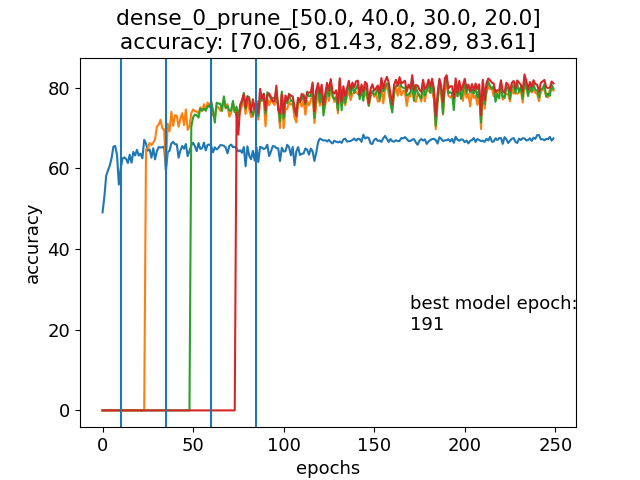 dense_0_prune_[50.0, 40.0, 30.0, 20.0]
accuracy: [70.06, 81.43, 82.89, 83.61]
80
60
40
20
0
accuracy
best model epoch:
191
0 50 100 150 200 250
epochs